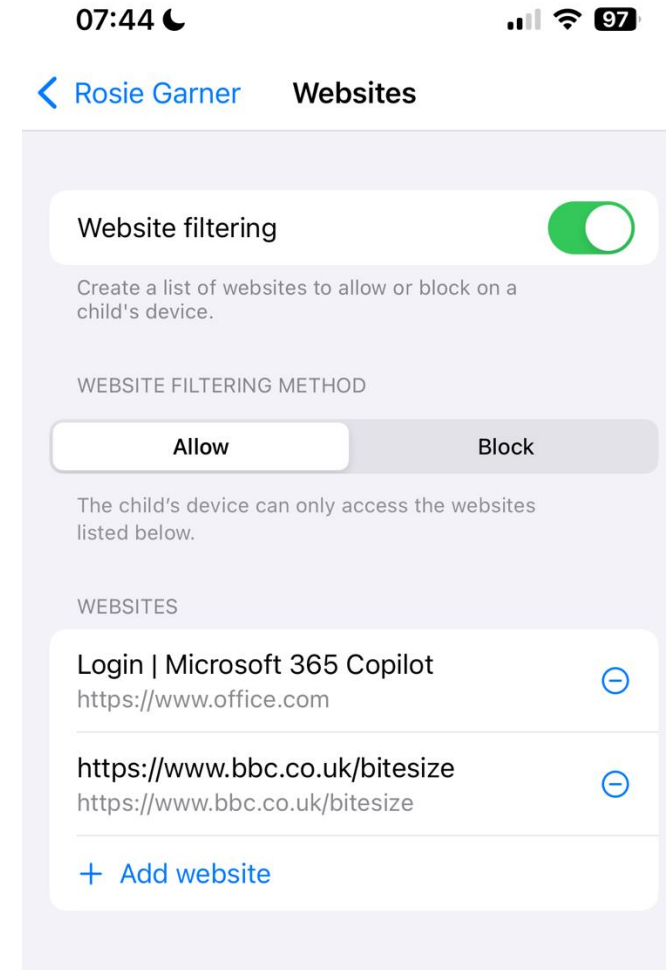 07:44 97
Rosie Garner Websites
Website filtering
Create a list of websites to allow or block on a
child's device.
WEBSITE FILTERING METHOD
Allow Block
The child’s device can only access the websites
listed below.
WEBSITES
Login | Microsoft 365 Copilot
https://www.office.com
https://www.bbc.co.uk/bitesize
https://www.bbc.co.uk/bitesize
+ Add website